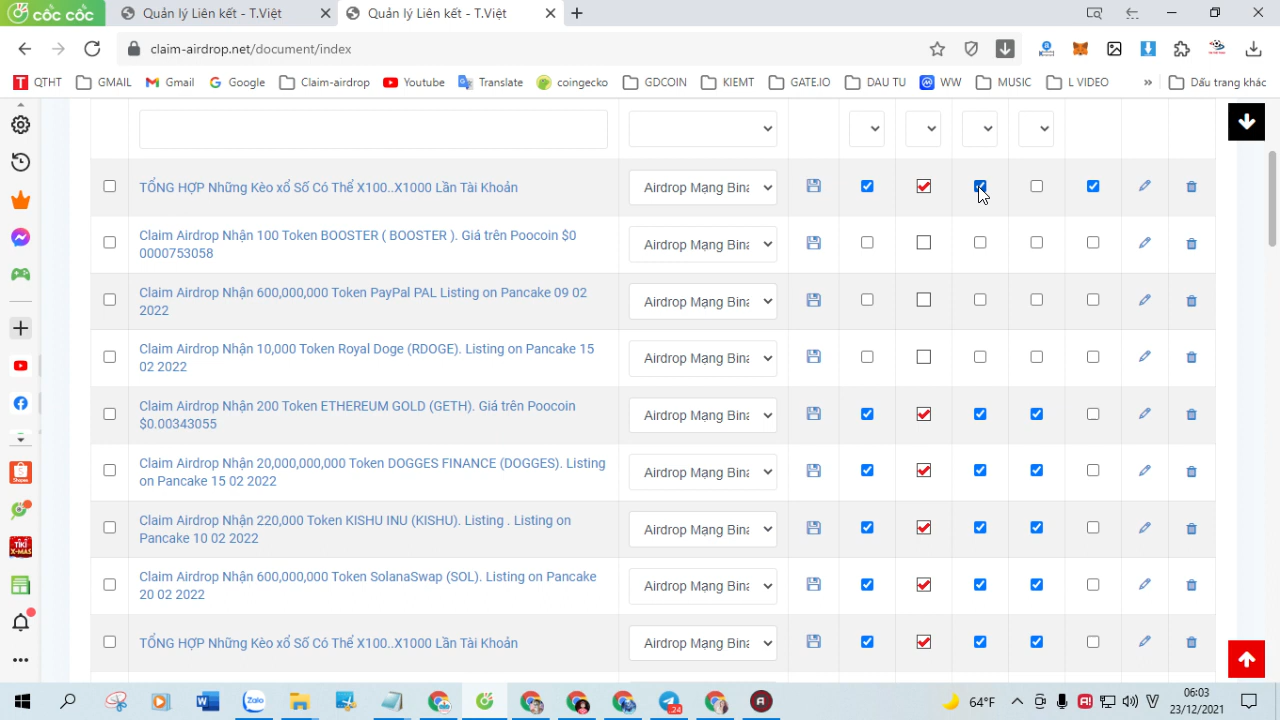 cốc cốc
Quản lý kiết - T.Việt
Quản lý kết - T.Việt
claim-airdrop.net/document/index
QTHT
GMAIL
Gmail
Google
Claim-airdrop
Youtube
Translate
coingecko
GDCOIN
KIEMT
GATE.IO
DAU TU
WW
MUSIC
L VIDEO
»
Dấu trang khác
TỔNG HỢP Những Kèo xổ Số Có Thể X100..X1000 Lần Tài Khoản
Airdrop Mạng Bina
Claim Airdrop Nhận 100 Token BOOSTER ( BOOSTER ). Giá trên Poocoin $0
0000753058
Airdrop Mạng Bina
Claim Airdrop Nhận 600,000,000 Token PayPal PAL Listing on Pancake 09 02
2022
Airdrop Mạng Bina
Claim Airdrop Nhận 10,000 Token Royal Doge (RDOGE). Listing on Pancake 15
02 2022
Airdrop Mạng Bina
Claim Airdrop Nhận 200 Token ETHEREUM GOLD (GETH). Giá trên Poocoin
$0.00343055
Airdrop Mạng Bina
Claim Airdrop Nhận 20,000,000,000 Token DOGGES FINANCE (DOGGES). Listing
on Pancake 15 02 2022
Airdrop Mạng Bina
Claim Airdrop Nhận 220,000 Token KISHU INU (KISHU). Listing . Listing on
Pancake 10 02 2022
Airdrop Mạng Bina
Claim Airdrop Nhận 600,000,000 Token SolanaSwap (SOL). Listing on Pancake
20 02 2022
Airdrop Mạng Bina
TỔNG HỢP Những Kèo xổ Số Có Thể X100..X1000 Lần Tài Khoản
Airdrop Mạng Bina
Shopee
TIKI
X-MAS
Zalo
24
64°F
06:03
23/12/2021